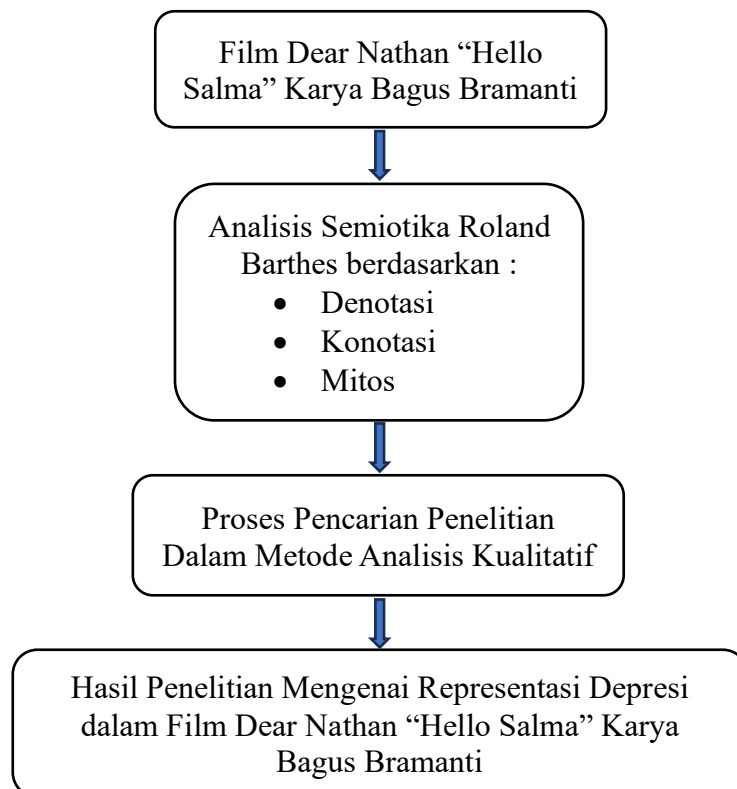 Film Dear Nathan “Hello
Salma” Karya Bagus Bramanti
Analisis Semiotika Roland
Barthes berdasarkan :
• Denotasi
• Konotasi
• Mitos
Proses Pencarian Penelitian
Dalam Metode Analisis Kualitatif
Hasil Penelitian Mengenai Representasi Depresi
dalam Film Dear Nathan “Hello Salma” Karya
Bagus Bramanti